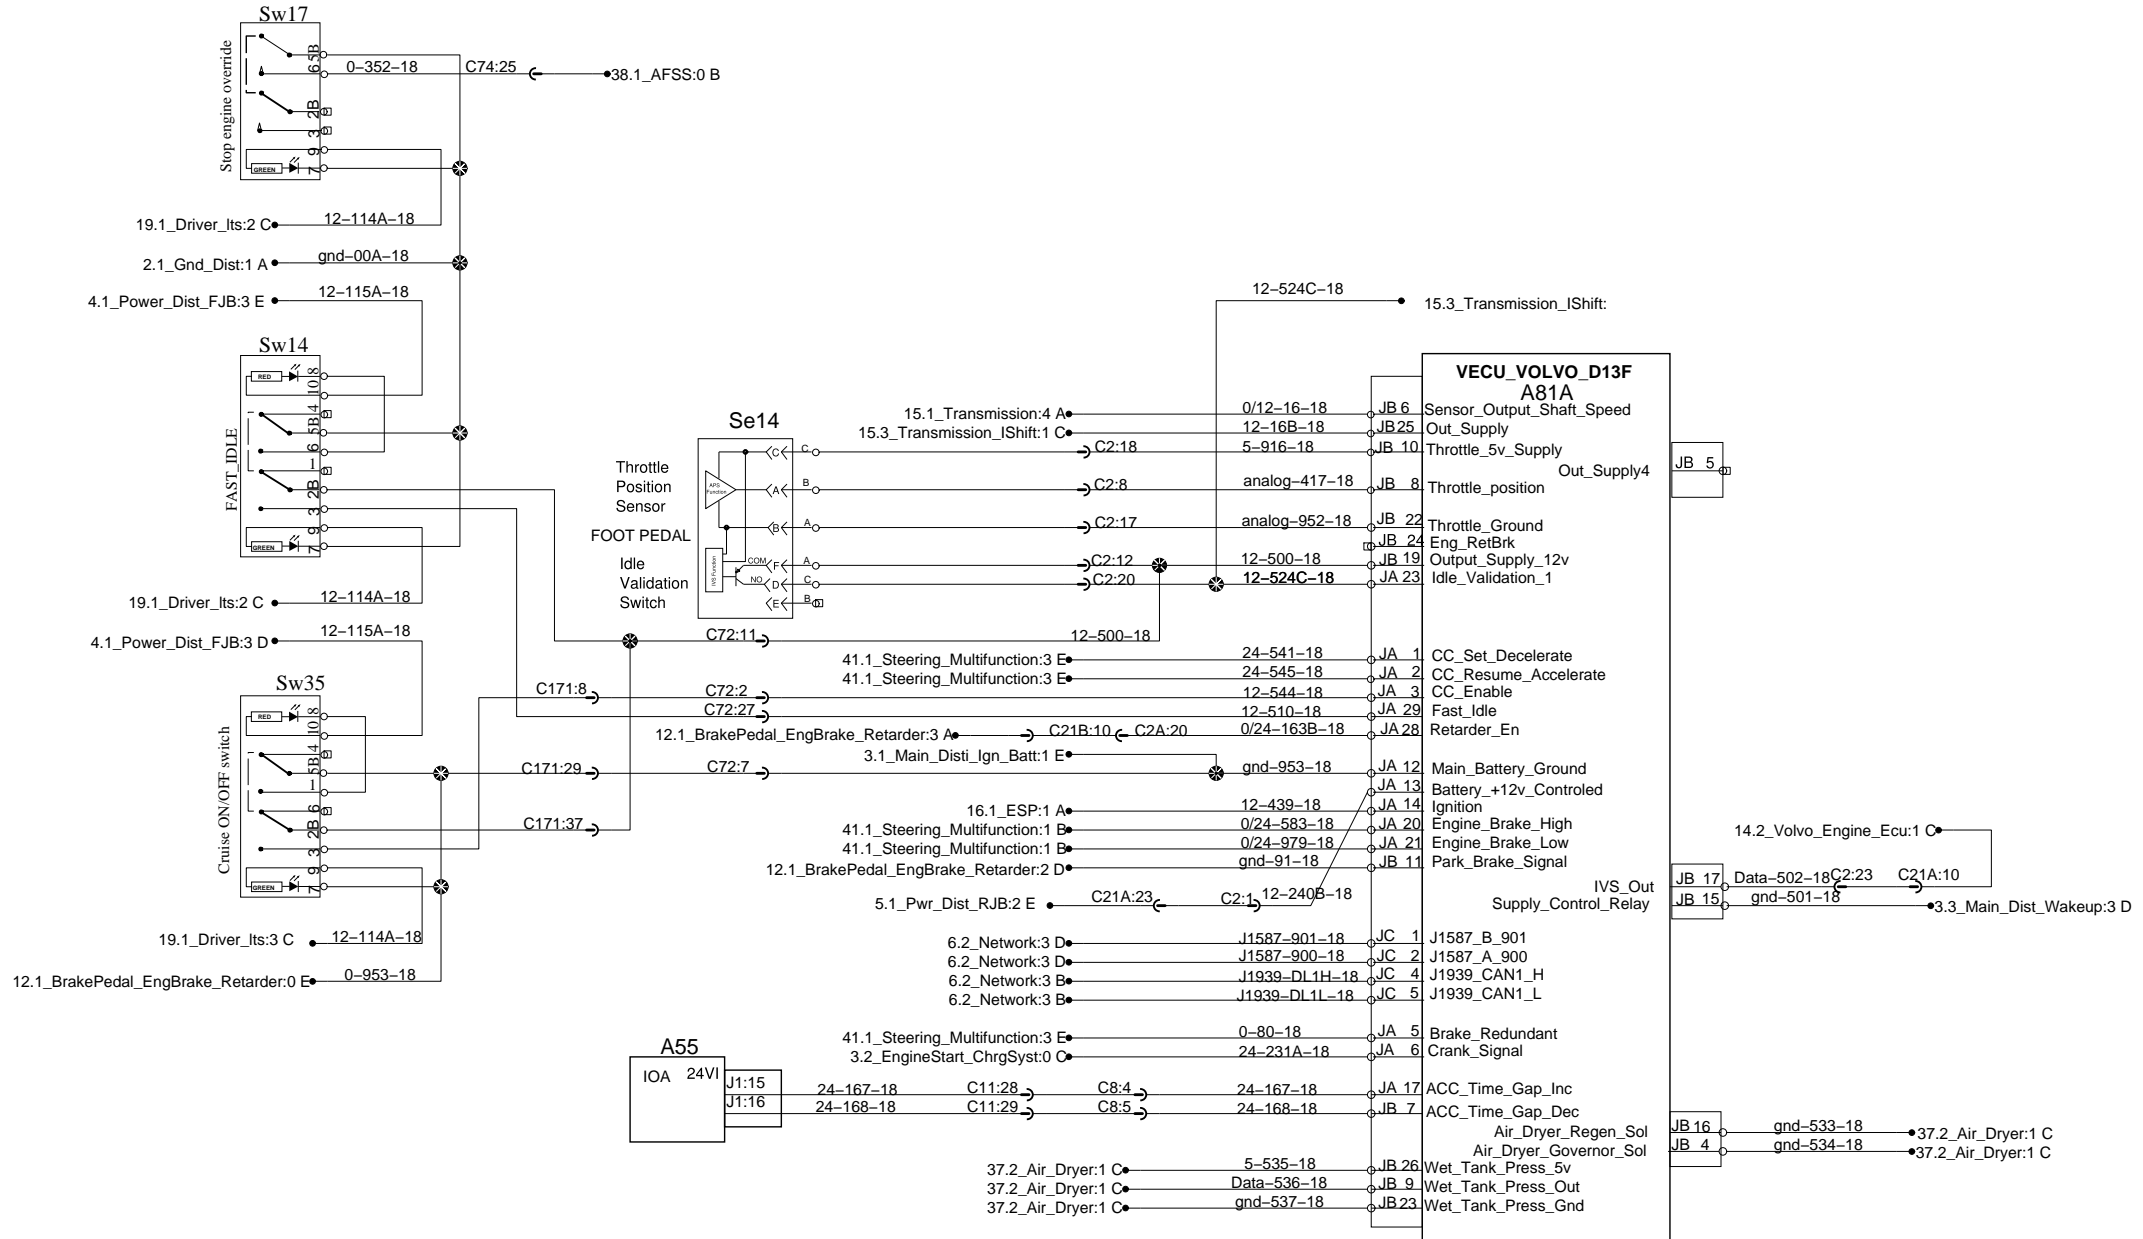 Sw17
Stop engine override
5B
6
2B
3
9
7
GREEN
0-352-18
C74:25
38.1_AFSS:0 B
19.1_Driver_lts:2 C
12-114A-18
2.1_Gnd_Dist:1 A
gnd-00A-18
4.1_Power_Dist_FJB:3 E
12-115A-18
Sw14
FAST_IDLE
RED
8
10
4
5B
6
1
2B
3
9
7
GREEN
19.1_Driver_lts:2 C
12-114A-18
4.1_Power_Dist_FJB:3 D
12-115A-18
Sw35
Cruise ON/OFF switch
RED
8
10
4
5B
1
6
2B
3
9
7
GREEN
19.1_Driver_lts:3 C
12-114A-18
12.1_BrakePedal_EngBrake_Retarder:0 E
0-953-18
C171:8
C171:29
C171:37
C72:11
C72:2
C72:27
C72:7
Se14
Throttle
Position
Sensor
FOOT PEDAL
Idle
Validation
Switch
APS
Function
IVS Function
COM
NO
C C
A B
B A
F A
D C
E B
12-524C-18
15.3_Transmission_IShift:
VECU_VOLVO_D13F
A81A
15.1_Transmission:4 A 0/12-16-18 JB 6 Sensor_Output_Shaft_Speed
15.3_Transmission_IShift:1 C 12-16B-18 JB 25 Out_Supply
C2:18 5-916-18 JB 10 Throttle_5v_Supply
C2:8 analog-417-18 JB 8 Throttle_position
C2:17 analog-952-18 JB 22 Throttle_Ground
JB 24 Eng_RetBrk
C2:12 12-500-18 JB 19 Output_Supply_12v
C2:20 12-524C-18 JA 23 Idle_Validation_1
12-500-18
41.1_Steering_Multifunction:3 E 24-541-18 JA 1 CC_Set_Decelerate
41.1_Steering_Multifunction:3 E 24-545-18 JA 2 CC_Resume_Accelerate
12-544-18 JA 3 CC_Enable
12-510-18 JA 29 Fast_Idle
12.1_BrakePedal_EngBrake_Retarder:3 A C21B:10 C2A:20 0/24-163B-18 JA 28 Retarder_En
3.1_Main_Disti_Ign_Batt:1 E
gnd-953-18 JA 12 Main_Battery_Ground
JA 13 Battery_+12v_Controled
16.1_ESP:1 A 12-439-18 JA 14 Ignition
41.1_Steering_Multifunction:1 B 0/24-583-18 JA 20 Engine_Brake_High
41.1_Steering_Multifunction:1 B 0/24-979-18 JA 21 Engine_Brake_Low
12.1_BrakePedal_EngBrake_Retarder:2 D gnd-91-18 JB 11 Park_Brake_Signal
5.1_Pwr_Dist_RJB:2 E C21A:23 C2:1 12-240B-18
6.2_Network:3 D J1587-901-18 JC 1 J1587_B_901
6.2_Network:3 D J1587-900-18 JC 2 J1587_A_900
6.2_Network:3 B J1939-DL1H-18 JC 4 J1939_CAN1_H
6.2_Network:3 B J1939-DL1L-18 JC 5 J1939_CAN1_L
41.1_Steering_Multifunction:3 E 0-80-18 JA 5 Brake_Redundant
3.2_EngineStart_ChrgSyst:0 C 24-231A-18 JA 6 Crank_Signal
A55
IOA
24VI
J1:15 24-167-18 C11:28 C8:4 24-167-18 JA 17 ACC_Time_Gap_Inc
J1:16 24-168-18 C11:29 C8:5 24-168-18 JB 7 ACC_Time_Gap_Dec
37.2_Air_Dryer:1 C 5-535-18 JB 26 Wet_Tank_Press_5v
37.2_Air_Dryer:1 C Data-536-18 JB 9 Wet_Tank_Press_Out
37.2_Air_Dryer:1 C gnd-537-18 JB 23 Wet_Tank_Press_Gnd
Out_Supply4 JB 5
14.2_Volvo_Engine_Ecu:1 C
IVS_Out JB 17 Data-502-18 C2:23 C21A:10
Supply_Control_Relay JB 15 gnd-501-18 3.3_Main_Dist_Wakeup:3 D
Air_Dryer_Regen_Sol JB 16 gnd-533-18 37.2_Air_Dryer:1 C
Air_Dryer_Governor_Sol JB 4 gnd-534-18 37.2_Air_Dryer:1 C